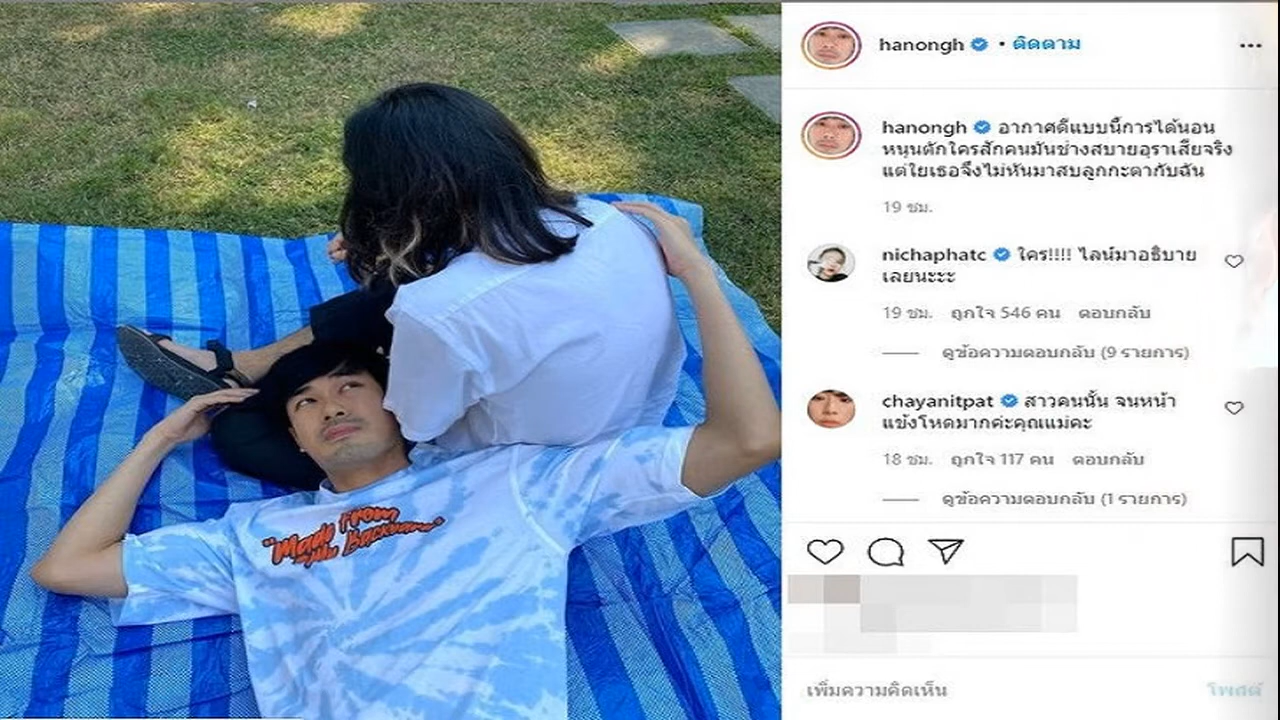 "Made From
My Backyard"
hanongh • ติดตาม
hanongh อากาศดีแบบนี้การได้นอน
หนุนตักใครสักคนมันช่างสบายอุราเสียจริง
แต่ใยเธอจึงไม่หันมาสบลูกกะตากับฉัน
19 ชม.
nichaphatc ใคร!!!! ไลน์มาอธิบาย
เลยนะะะ
19 ชม. ถูกใจ 546 คน ตอบกลับ
ดูข้อความตอบกลับ (9 รายการ)
chayanitpat สาวคนนั้น จนหน้า
แข้งโหดมากค่ะคุณแม่คะ
18 ชม. ถูกใจ 117 คน ตอบกลับ
ดูข้อความตอบกลับ (1 รายการ)
เพิ่มความคิดเห็น
โพสต์